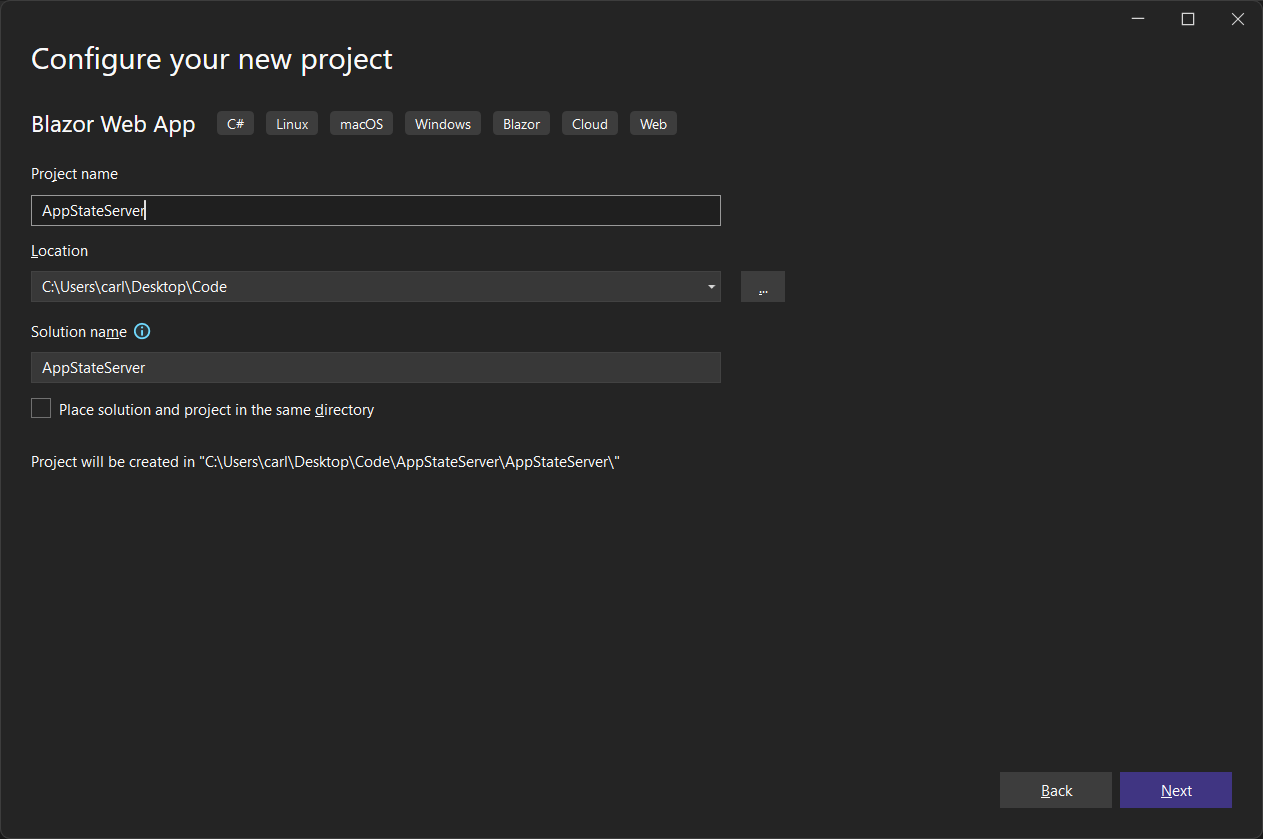 Configure your new project
Blazor Web App C# Linux macOS Windows Blazor Cloud Web
Project name
AppStateServer
Location
C:\Users\carl\Desktop\Code
...
Solution name
AppStateServer
Place solution and project in the same directory
Project will be created in "C:\Users\carl\Desktop\Code\AppStateServer\AppStateServer\"
Back Next